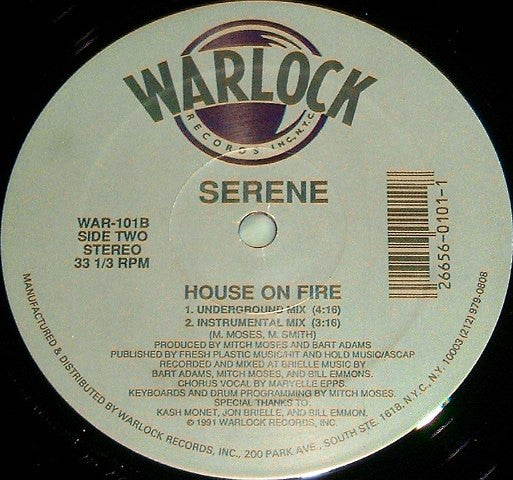 WARLOCK
RECORDS INC. N.Y.C.
SERENE
WAR-101B
SIDE TWO
STEREO
33 1/3 RPM
26656-0101-1
HOUSE ON FIRE
1. UNDERGROUND MIX (4:16)
2. INSTRUMENTAL MIX (3:16)
(M. MOSES, M. SMITH)
PRODUCED BY MITCH MOSES AND BART ADAMS
PUBLISHED BY FRESH PLASTIC MUSIC/HIT AND HOLD MUSIC/ASCAP
RECORDED AND MIXED AT BRIELLE MUSIC BY
BART ADAMS, MITCH MOSES, AND BILL EMMONS.
CHORUS VOCAL BY MARYELLE EPPS.
KEYBOARDS AND DRUM PROGRAMMING BY MITCH MOSES.
SPECIAL THANKS TO.
KASH MONET, JON BRIELLE, AND BILL EMMON.
© 1991 WARLOCK RECORDS, INC
MANUFACTURED & DISTRIBUTED BY WARLOCK RECORDS, INC., 200 PARK AVE., SOUTH STE. 1618, N.Y.C., N.Y. 10003 (212) 979-0808